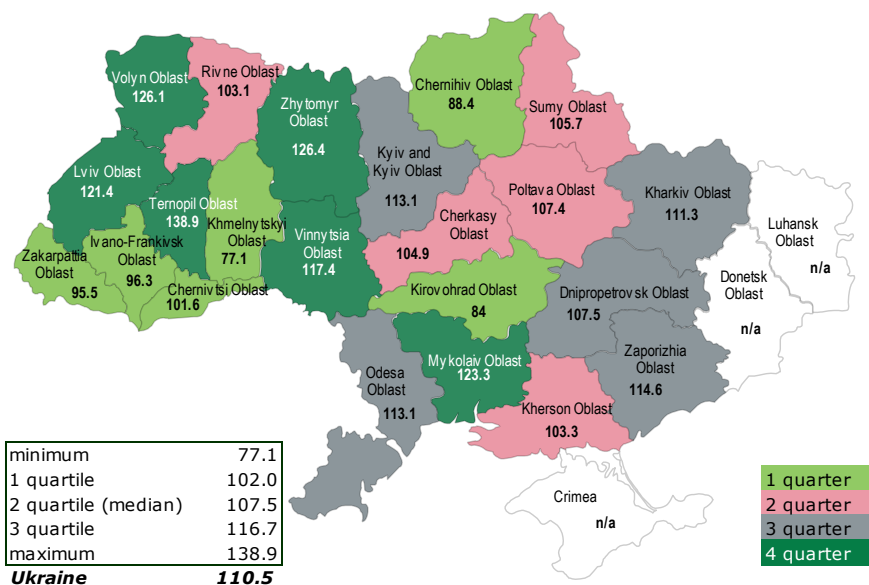 Volyn Oblast
126.1
Rivne Oblast
103.1
Zhytomyr
Oblast
126.4
Kyiv and
Kyiv Oblast
113.1
Chernihiv Oblast
88.4
Sumy Oblast
105.7
Lviv Oblast
121.4
Ternopil Oblast
138.9
Khmelnytskyi
Oblast
77.1
Vinnytsia
Oblast
117.4
Cherkasy
Oblast
104.9
Poltava Oblast
107.4
Kharkiv Oblast
111.3
Luhansk
Oblast
n/a
Zakarpattia
Oblast
95.5
Ivano-Frankivsk
Oblast
96.3
Chernivtsi Oblast
101.6
Kirovohrad Oblast
84
Dnipropetrovsk Oblast
107.5
Donetsk
Oblast
n/a
Odesa
Oblast
113.1
Mykolaiv Oblast
123.3
Zaporizhia
Oblast
114.6
Kherson Oblast
103.3
Crimea
n/a
minimum 77.1
1 quartile 102.0
2 quartile (median) 107.5
3 quartile 116.7
maximum 138.9
Ukraine 110.5
1 quarter
2 quarter
3 quarter
4 quarter